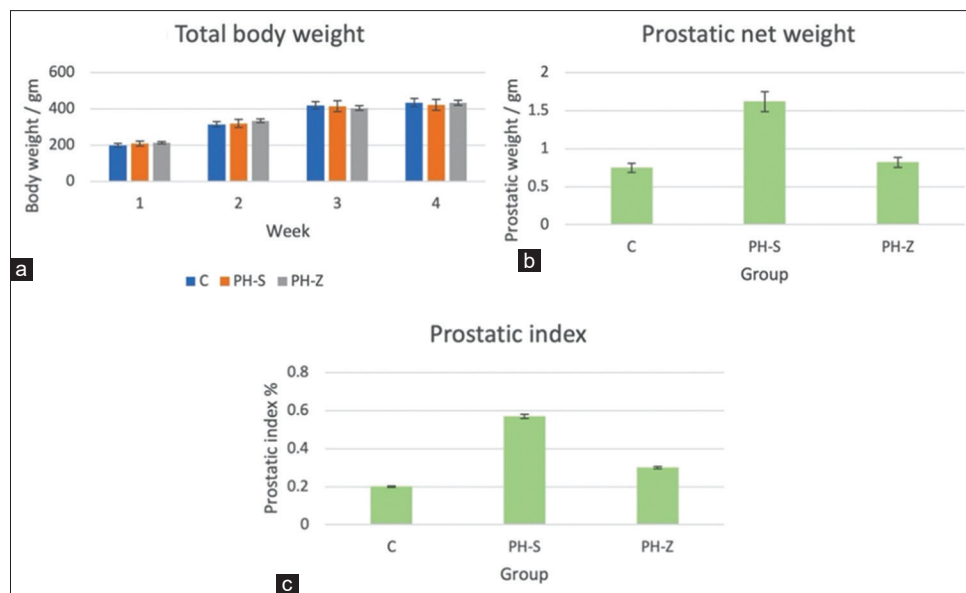 Total body weight
Body weight / gm
600
400
200
0
1 2 3 4
Week
C PH-S PH-Z
a
Prostatic net weight
Prostatic weight / gm
2
1.5
1
0.5
0
C PH-S PH-Z
Group
b
Prostatic index
Prostatic index %
0.8
0.6
0.4
0.2
0
C PH-S PH-Z
Group
c